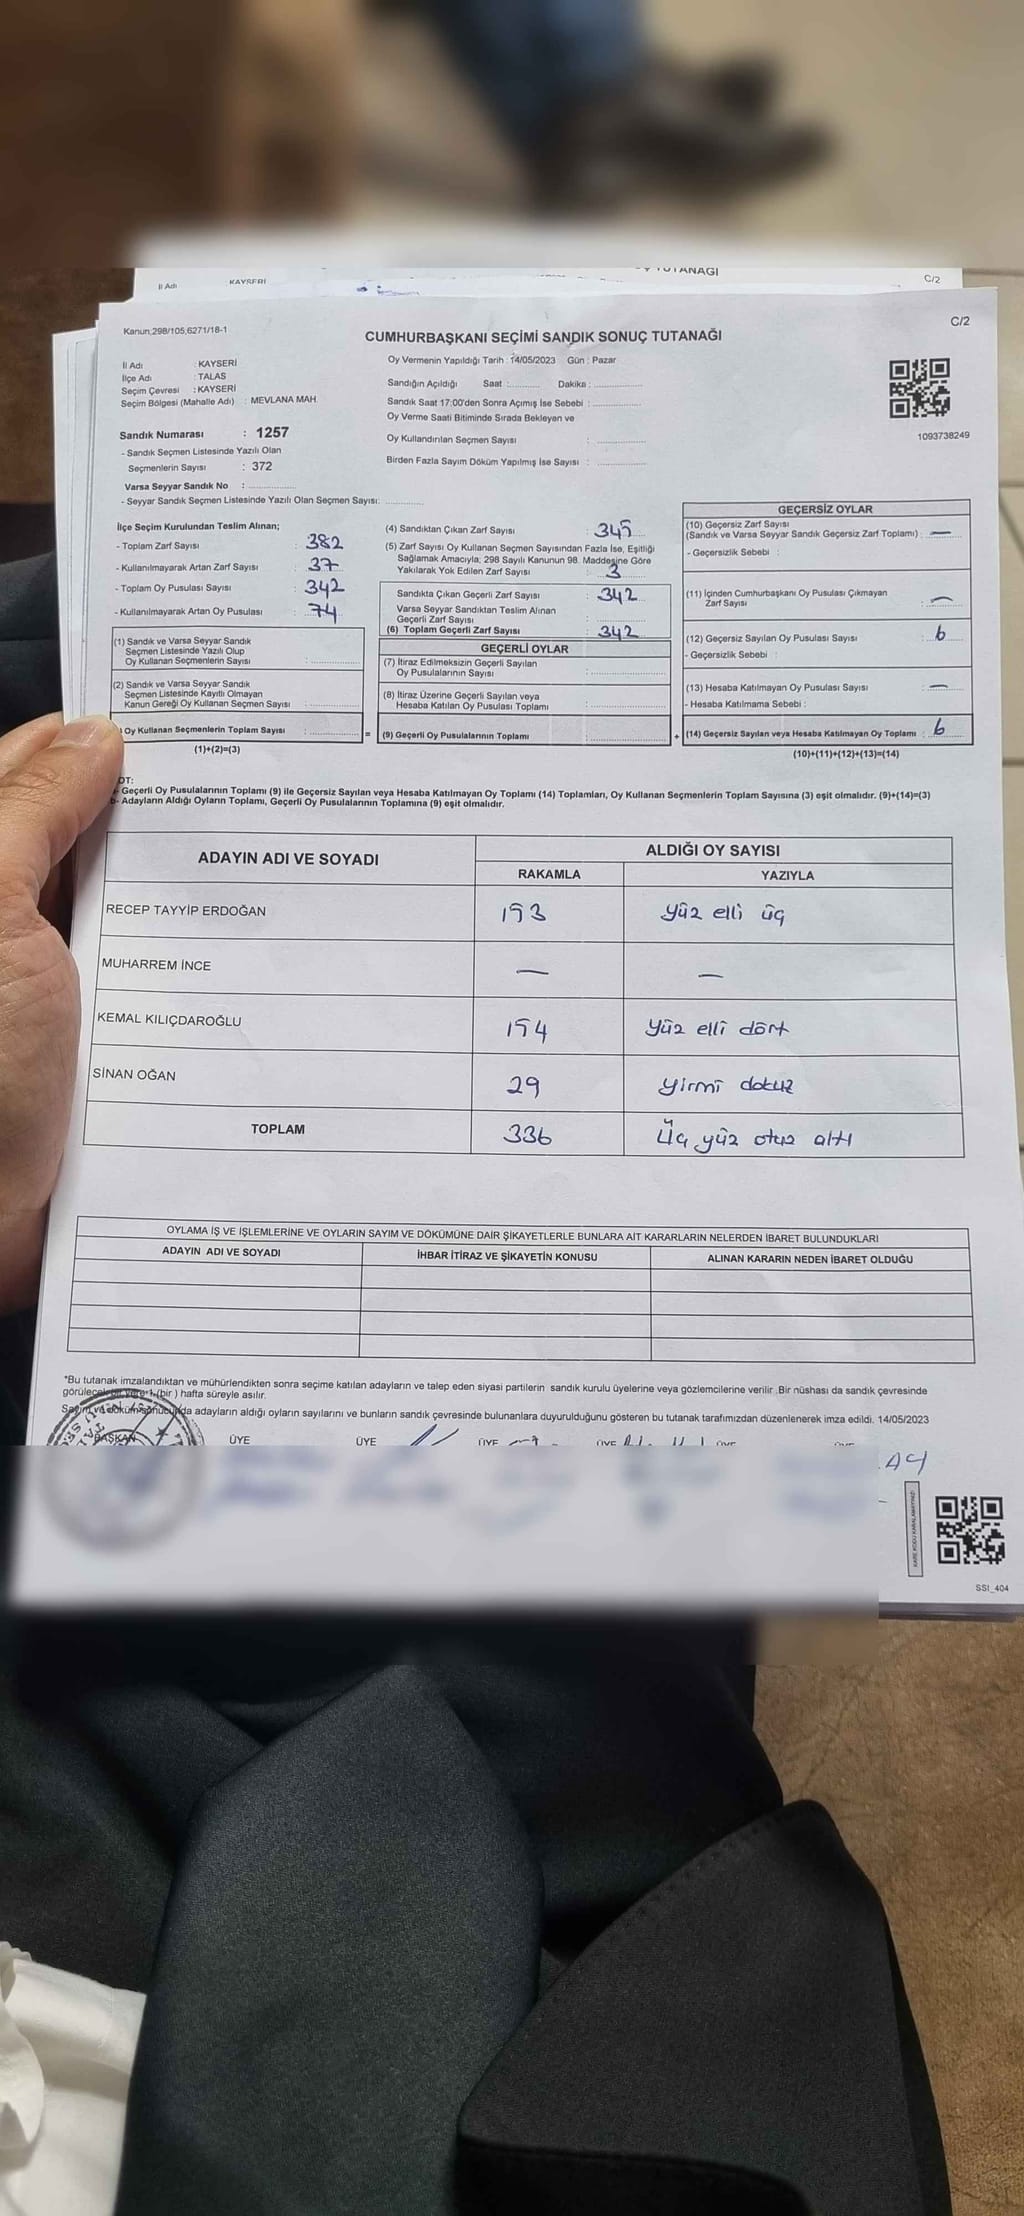 TUTANAGI
İl Adı : KAYSERİ
C/2
Kanun:298/105,6271/18-1
C/2
CUMHURBAŞKANI SEÇİMİ SANDIK SONUÇ TUTANAĞI
İl Adı : KAYSERİ
İlçe Adı : TALAS
Seçim Çevresi : KAYSERİ
Seçim Bölgesi (Mahalle Adı) : MEVLANA MAH.
Sandık Numarası : 1257
- Sandık Seçmen Listesinde Yazılı Olan
Seçmenlerin Sayısı : 372
Varsa Seyyar Sandık No :
- Seyyar Sandık Seçmen Listesinde Yazılı Olan Seçmen Sayısı:
Oy Vermenin Yapıldığı Tarih : 14/05/2023 Gün : Pazar
Sandığın Açıldığı Saat : Dakika :
Sandık Saat 17:00'den Sonra Açımış İse Sebebi :
Oy Verme Saati Bitiminde Sırada Bekleyen ve
Oy Kullandırılan Seçmen Sayısı :
Birden Fazla Sayım Döküm Yapılmış İse Sayısı :
1093738249
İlçe Seçim Kurulundan Teslim Alınan;
- Toplam Zarf Sayısı : 382
- Kullanılmayarak Artan Zarf Sayısı : 37
- Toplam Oy Pusulası Sayısı : 342
- Kullanılmayarak Artan Oy Pusulası : 74
(1) Sandık ve Varsa Seyyar Sandık
Seçmen Listesinde Yazılı Olup
Oy Kullanan Seçmenlerin Sayısı :
(2) Sandık ve Varsa Seyyar Sandık
Seçmen Listesinde Kayıtlı Olmayan
Kanun Gereği Oy Kullanan Seçmen Sayısı :
Oy Kullanan Seçmenlerin Toplam Sayısı : =
(1)+(2)=(3)
(4) Sandıktan Çıkan Zarf Sayısı : 345
(5) Zarf Sayısı Oy Kullanan Seçmen Sayısından Fazla İse, Eşitliği
Sağlamak Amacıyla; 298 Sayılı Kanunun 98. Maddesine Göre
Yakılarak Yok Edilen Zarf Sayısı : 3
Sandıkta Çıkan Geçerli Zarf Sayısı : 342
Varsa Seyyar Sandıktan Teslim Alınan
Geçerli Zarf Sayısı :
(6) Toplam Geçerli Zarf Sayısı : 342
GEÇERLİ OYLAR
(7) İtiraz Edilmeksizin Geçerli Sayılan
Oy Pusulalarının Sayısı :
(8) İtiraz Üzerine Geçerli Sayılan veya
Hesaba Katılan Oy Pusulası Toplamı :
(9) Geçerli Oy Pusulalarının Toplamı : +
GEÇERSİZ OYLAR
(10) Geçersiz Zarf Sayısı
(Sandık ve Varsa Seyyar Sandık Geçersiz Zarf Toplamı) : —
- Geçersizlik Sebebi :
(11) İçinden Cumhurbaşkanı Oy Pusulası Çıkmayan
Zarf Sayısı : —
(12) Geçersiz Sayılan Oy Pusulası Sayısı : 6
- Geçersizlik Sebebi :
(13) Hesaba Katılmayan Oy Pusulası Sayısı : —
- Hesaba Katılmama Sebebi :
(14) Geçersiz Sayılan veya Hesaba Katılmayan Oy Toplamı : 6
(10)+(11)+(12)+(13)=(14)
OT:
- Geçerli Oy Pusulalarının Toplamı (9) ile Geçersiz Sayılan veya Hesaba Katılmayan Oy Toplamı (14) Toplamları, Oy Kullanan Seçmenlerin Toplam Sayısına (3) eşit olmalıdır. (9)+(14)=(3)
b- Adayların Aldığı Oyların Toplamı, Geçerli Oy Pusulalarının Toplamına (9) eşit olmalıdır.
ADAYIN ADI VE SOYADI ALDIĞI OY SAYISI
RAKAMLA YAZIYLA
RECEP TAYYİP ERDOĞAN 153 yüz elli üç
MUHARREM İNCE — —
KEMAL KILIÇDAROĞLU 154 yüz elli dört
SİNAN OĞAN 29 yirmi dokuz
TOPLAM 336 Üç yüz otuz altı
OYLAMA İŞ VE İŞLEMLERİNE VE OYLARIN SAYIM VE DÖKÜMÜNE DAİR ŞİKAYETLERLE BUNLARA AİT KARARLARIN NELERDEN İBARET BULUNDUKLARI
ADAYIN ADI VE SOYADI İHBAR İTİRAZ VE ŞİKAYETİN KONUSU ALINAN KARARIN NEDEN İBARET OLDUĞU
*Bu tutanak imzalandıktan ve mühürlendikten sonra seçime katılan adayların ve talep eden siyasi partilerin sandık kurulu üyelerine veya gözlemcilerine verilir .Bir nüshası da sandık çevresinde
görülecek bir yere 1 (bir ) hafta süreyle asılır.
Sayım ve döküm sonucunda adayların aldığı oyların sayılarını ve bunların sandık çevresinde bulunanlara duyurulduğunu gösteren bu tutanak tarafımızdan düzenlenerek imza edildi. 14/05/2023
BAŞKAN ÜYE ÜYE ÜYE ÜYE ÜYE
SSI_404